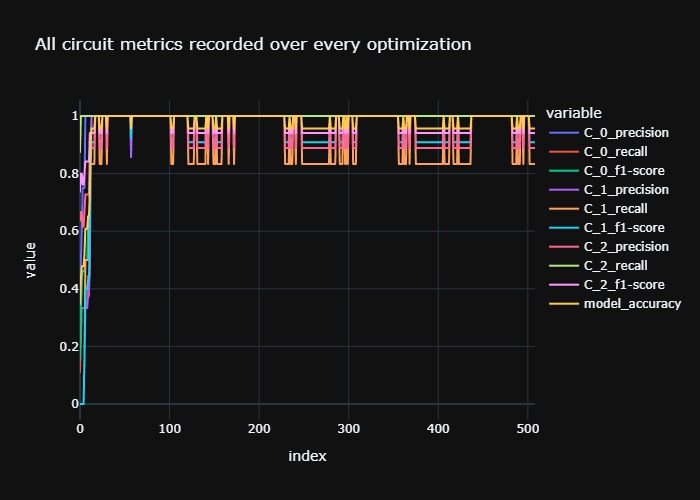 All circuit metrics recorded over every optimization
variable
C_0_precision
C_0_recall
C_0_f1-score
C_1_precision
C_1_recall
C_1_f1-score
C_2_precision
C_2_recall
C_2_f1-score
model_accuracy
value
1
0.8
0.6
0.4
0.2
0
0 100 200 300 400 500
index